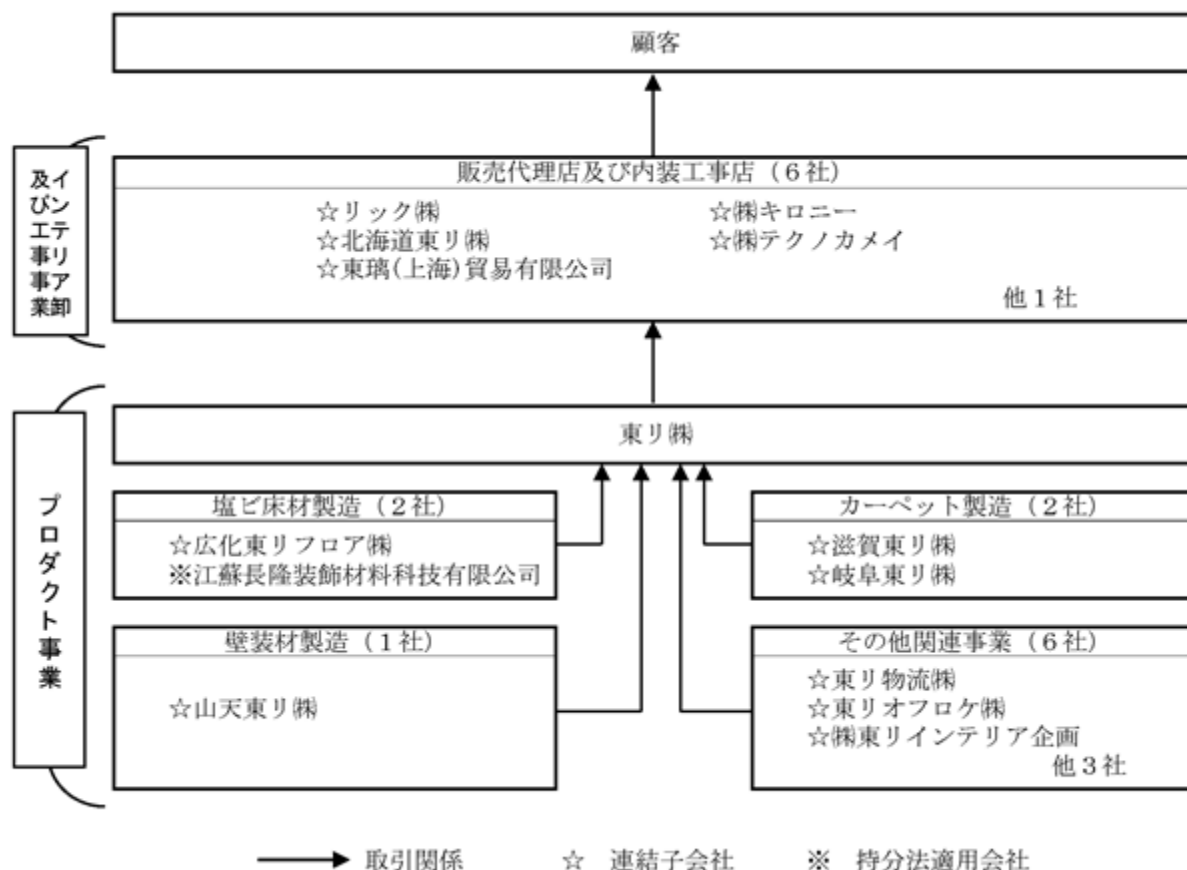 顧客
インテリア卸
及び工事事業
販売代理店及び内装工事店（6社）
☆リック㈱
☆㈱キロニー
☆北海道東リ㈱
☆㈱テクノカメイ
☆東璃(上海)貿易有限公司
他１社
プロダクト事業
東リ㈱
塩ビ床材製造（2社）
☆広化東リフロア㈱
※江蘇長隆装飾材料科技有限公司
カーペット製造（2社）
☆滋賀東リ㈱
☆岐阜東リ㈱
壁装材製造（1社）
☆山天東リ㈱
その他関連事業（6社）
☆東リ物流㈱
☆東リオフロケ㈱
☆㈱東リインテリア企画
他３社
取引関係 ☆ 連結子会社 ※ 持分法適用会社